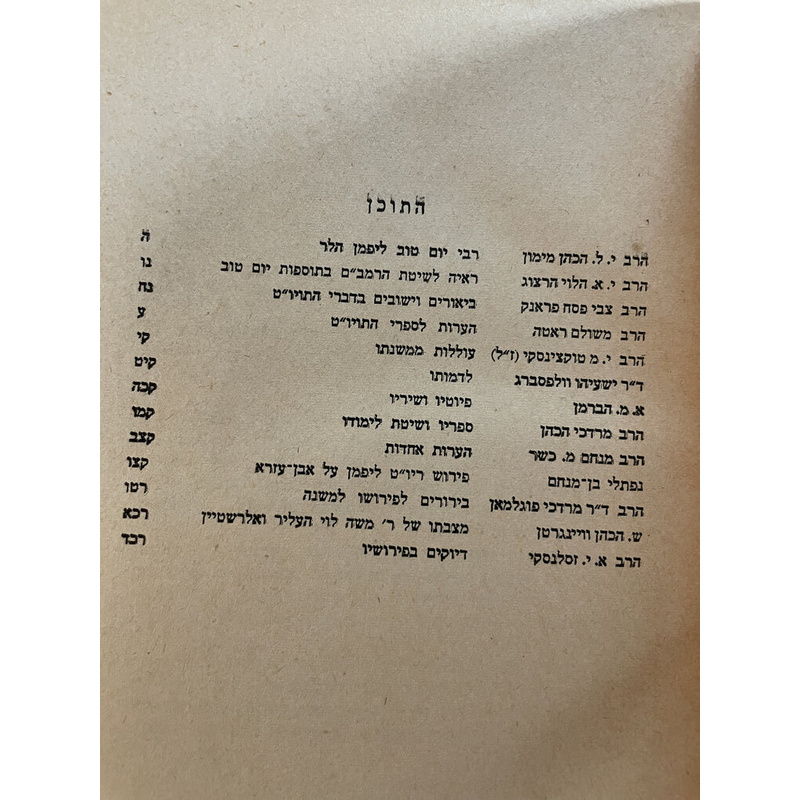 התוכן
הרב י. ל. הכהן מימון רבי יום טוב ליפמן הלר ה
הרב י. א. הלוי הרצוג ראיה לשיטת הרמב״ם בתוספות יום טוב נו
הרב צבי פסח פראנק ביאורים וישובים בדברי התויו״ט נח
הרב משולם ראטה הערות לספרי התויו״ט ע
הרב י. מ טוקצינסקי (ז״ל) עוללות ממשנתו קי
ד״ר ישעיהו וולפסברג לדמותו קיט
א. מ. הברמן פיוטיו ושיריו קכה
הרב מרדכי הכהן ספריו ושיטת לימודו קמו
הרב מנחם מ. כשר הערות אחדות קצב
נפתלי בן־מנחם פירוש ריו״ט ליפמן על אבן־עזרא קצו
הרב ד״ר מרדכי פוגלמאן בירורים לפירושו למשנה רטו
ש. הכהן וויינגרטן מצבתו של ר׳ משה לוי העליר ואלרשטיין רכא
הרב א. י. זסלנסקי דיוקים בפירושיו רכד